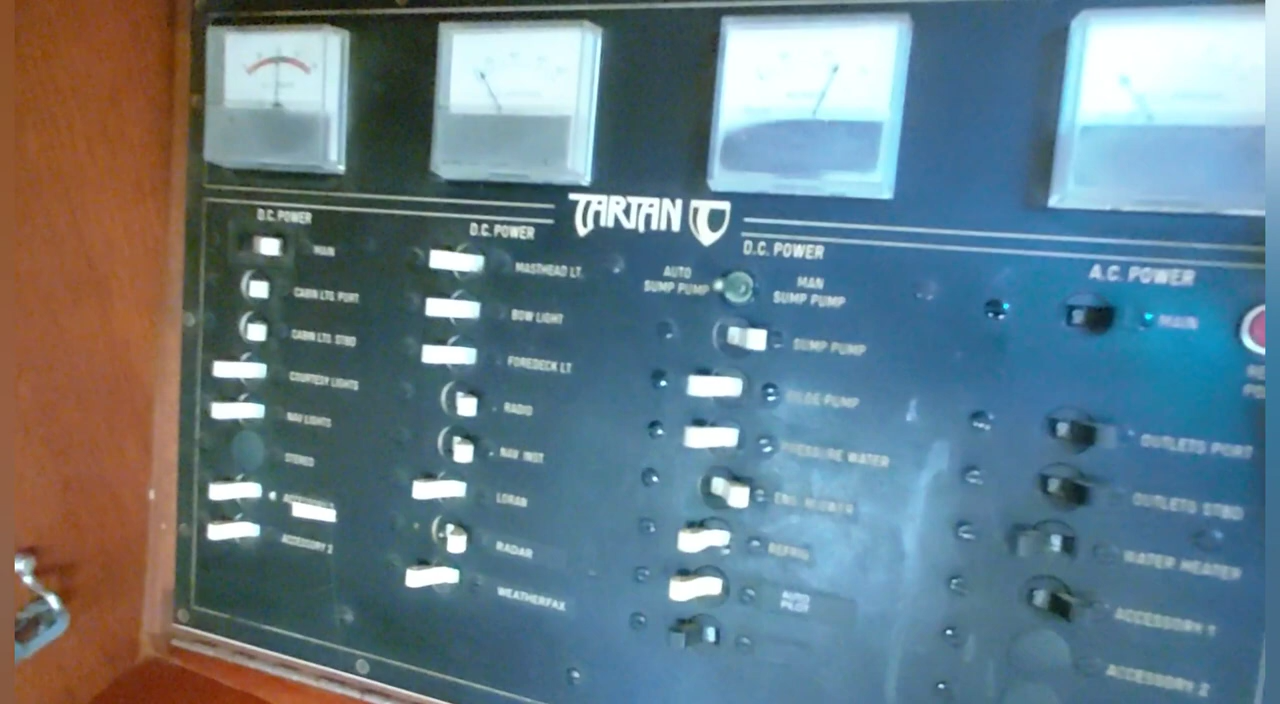 TARTAN
D.C. POWER
MAIN
CABIN LTS. PORT
CABIN LTS. STBD
COURTESY LIGHTS
NAV LIGHTS
STEREO
ACCESSORY 2
D.C. POWER
MASTHEAD LT.
BOW LIGHT
FOREDECK LT
RADIO
NAV INST.
LORAN
RADAR
WEATHERFAX
D.C. POWER
AUTO
SUMP PUMP
MAN
SUMP PUMP
SUMP PUMP
BILGE PUMP
PRESSURE WATER
ENG. BLOWER
REFRIG
AUTO
PILOT
A.C. POWER
MAIN
OUTLETS PORT
OUTLETS STBD
WATER HEATER
ACCESSORY 1
ACCESSORY 2